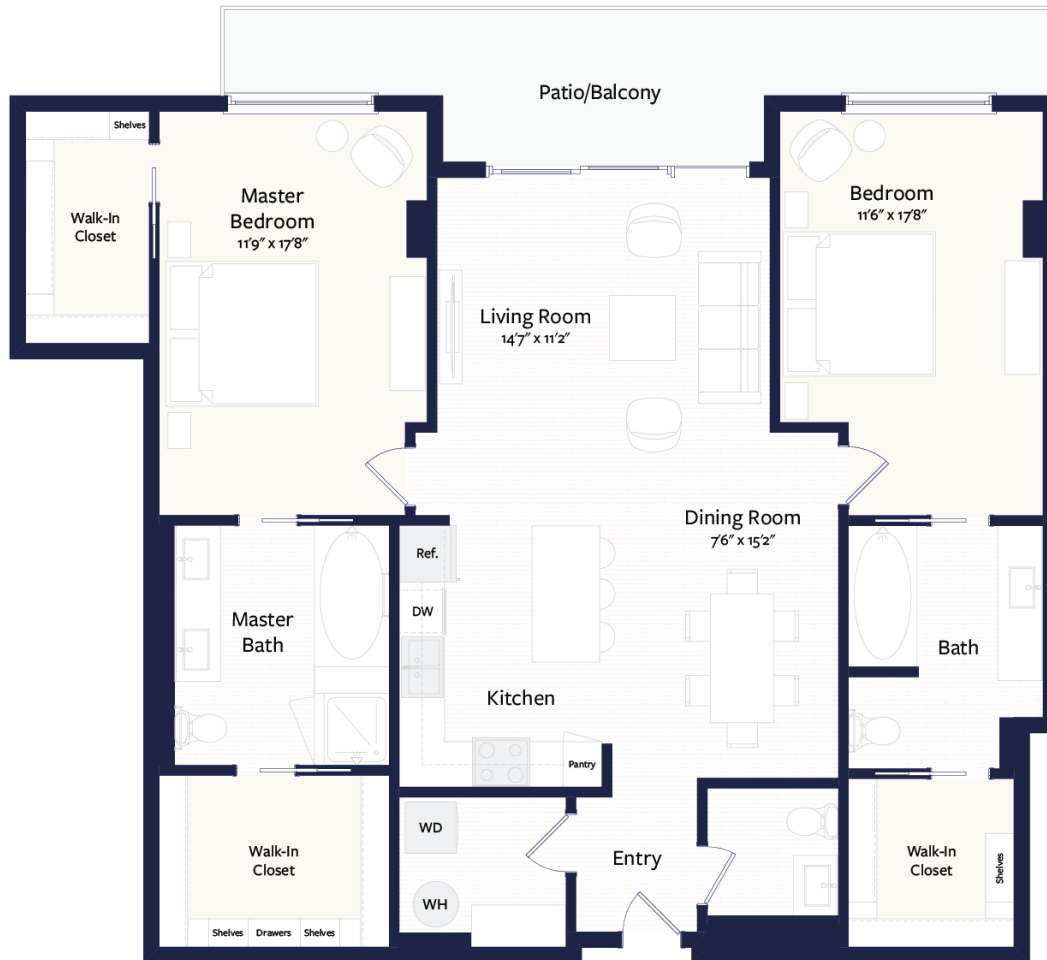 Patio/Balcony
Shelves
Walk-In
Closet
Master
Bedroom
11'9" x 17'8"
Bedroom
11'6" x 17'8"
Living Room
14'7" x 11'2"
Dining Room
7'6" x 15'2"
Ref.
DW
Master
Bath
Kitchen
Bath
Pantry
WD
WH
Entry
Walk-In
Closet
Shelves
Drawers
Shelves
Walk-In
Closet
Shelves